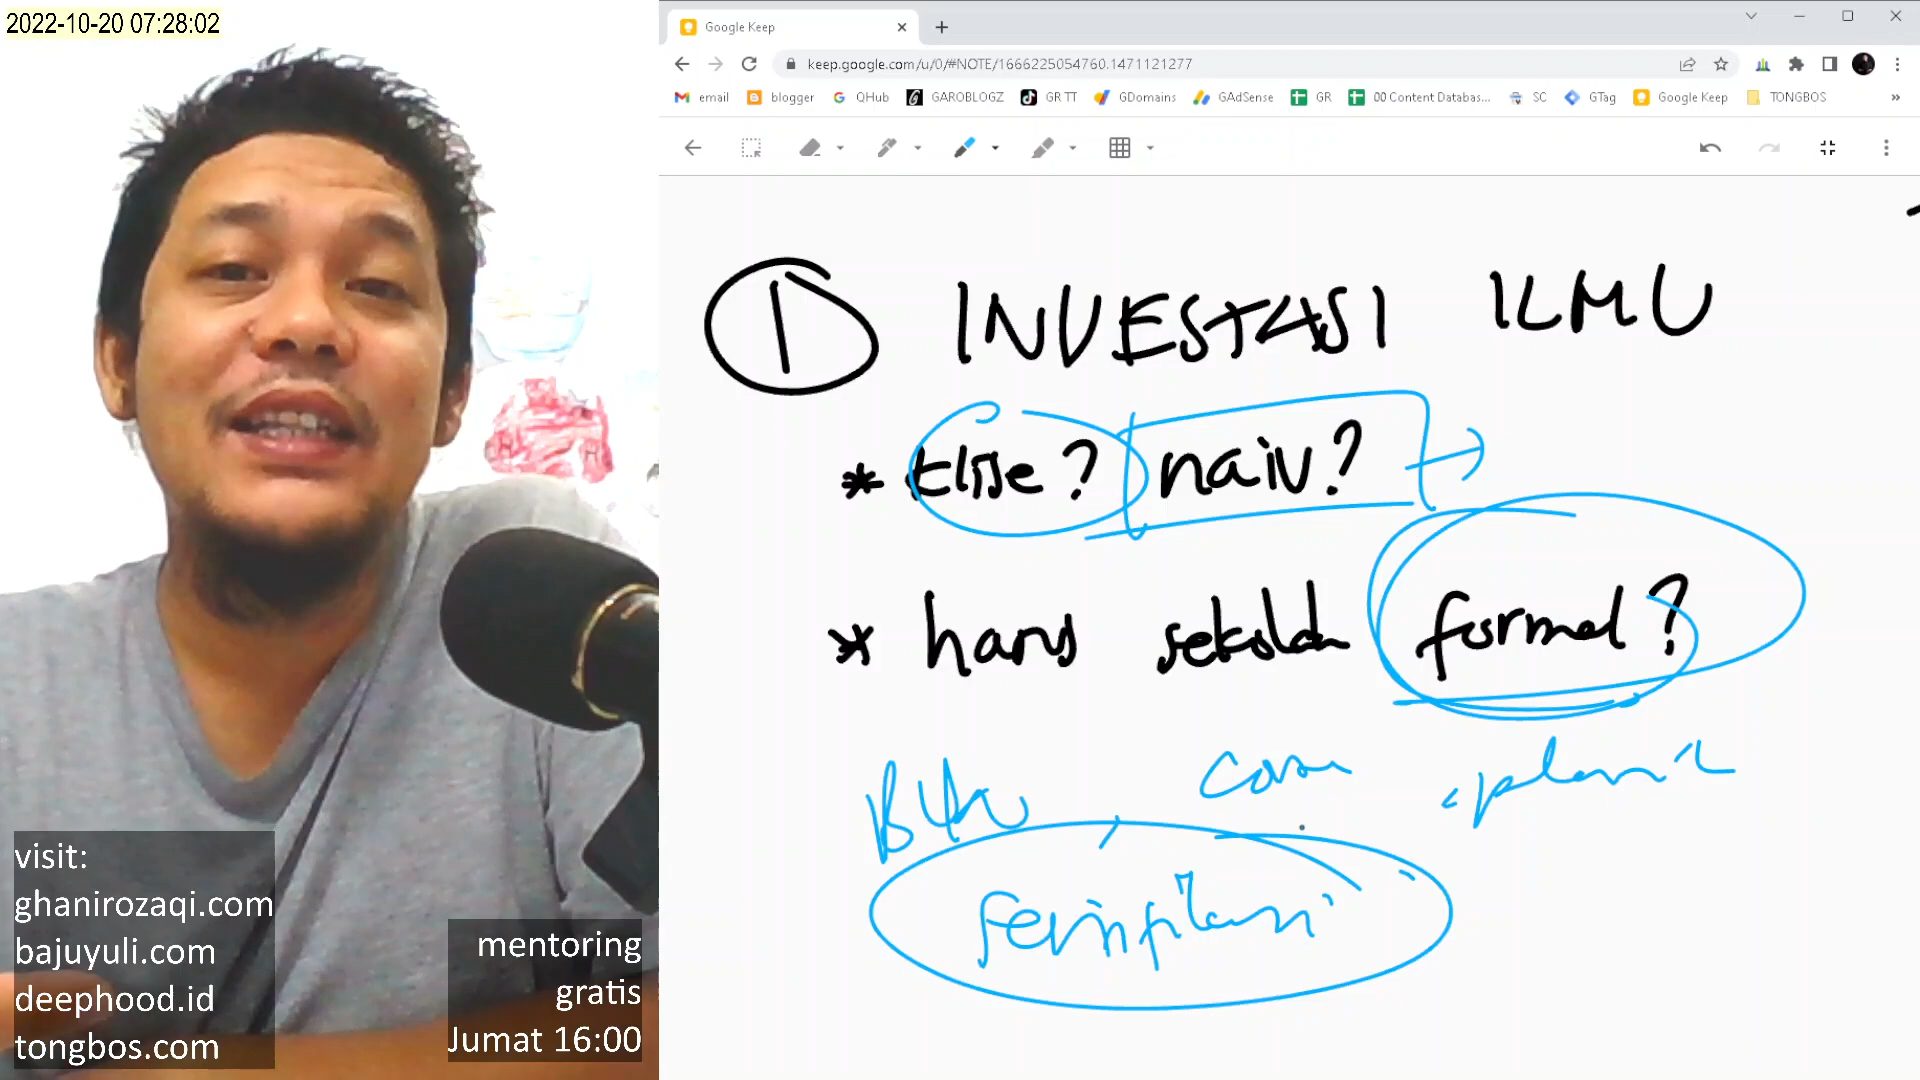 2022-10-20 07:28:02
Google Keep
keep.google.com/u/0/#NOTE/1666225054760.1471121277
email blogger QHub GAROBLOGZ GR TT GDomains GAdSense GR 00 Content Databas... SC GTag Google Keep TONGBOS »
1 INVESTASI ILMU
* klise? naiv?
* harus sekolah formal?
Buku,
visit:
ghanirozaqi.com
bajuyuli.com
deephood.id
tongbos.com
mentoring
gratis
Jumat 16:00